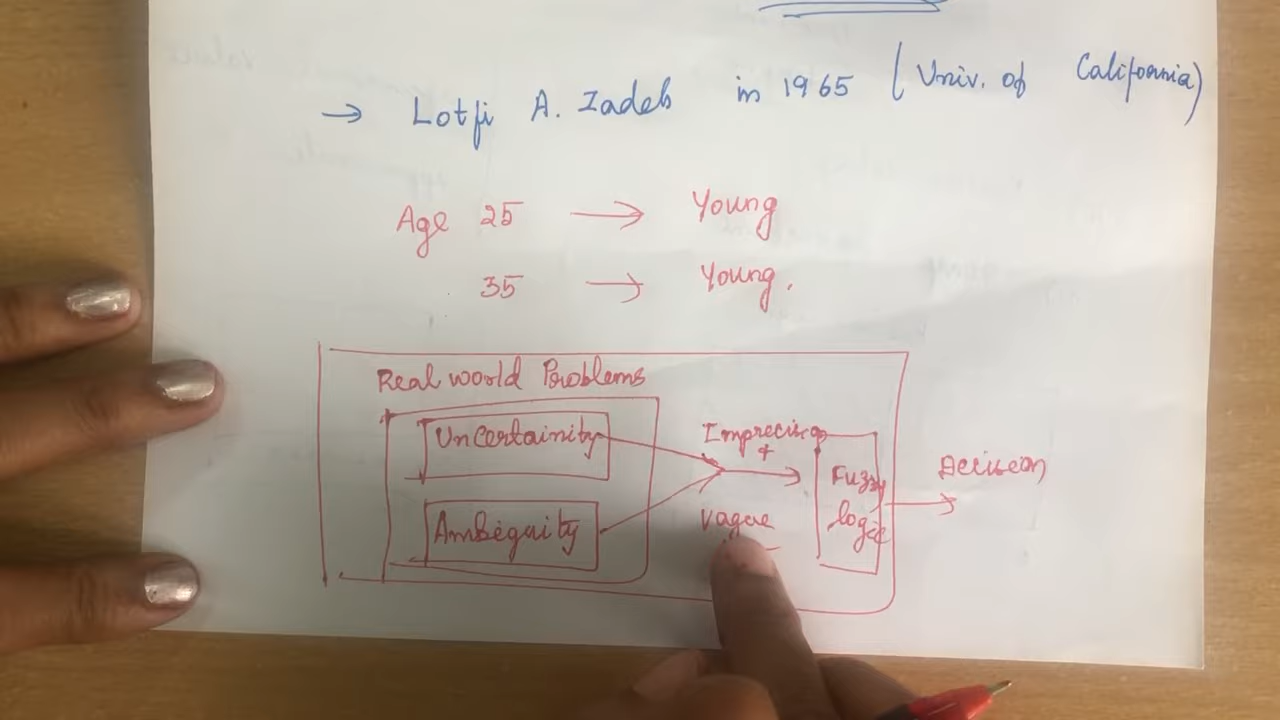 → Lotfi A. Zadeh in 1965 (Univ. of California)
Age 25 → Young
35 → Young.
Real world Problems
Uncertainity
Ambiguity
Imprecision
+
vague
Fuzzy
logic
Decision